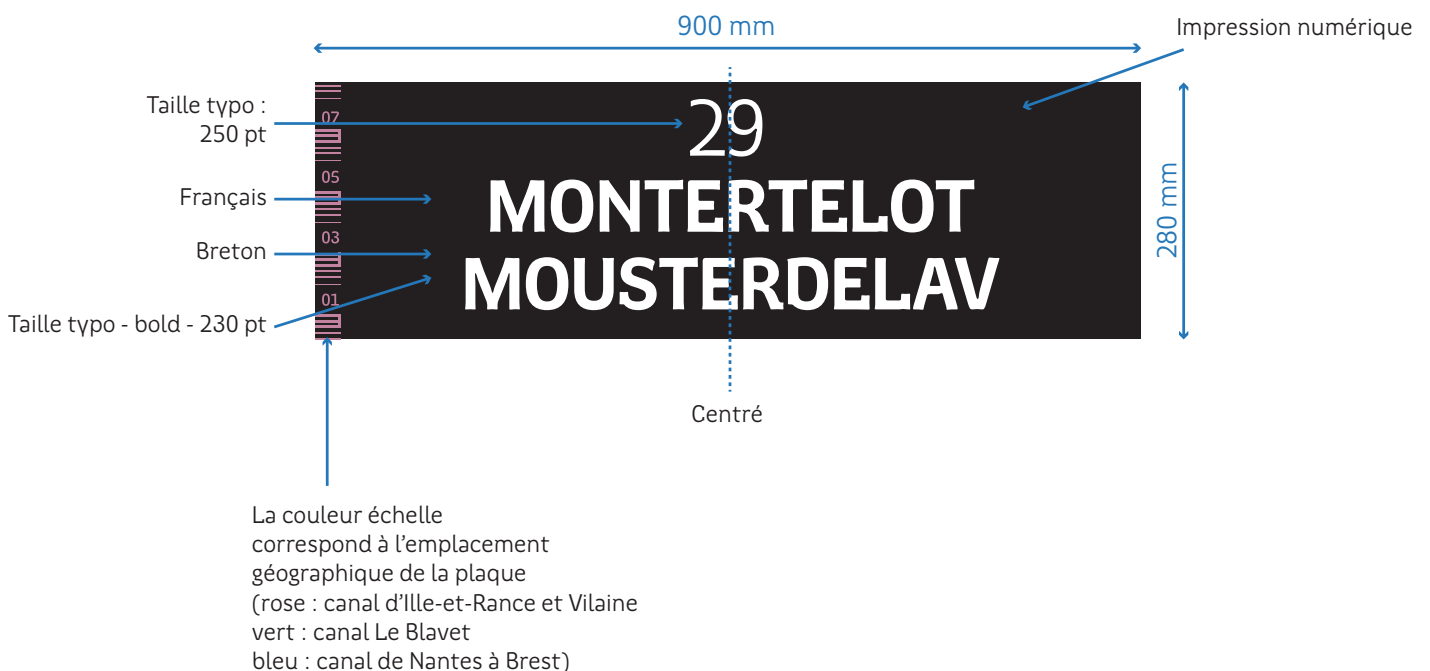 900 mm
Impression numérique
Taille typo :
250 pt
07
29
05
Français
MONTERTELOT
280 mm
03
Breton
MOUSTERDELAV
01
Taille typo - bold - 230 pt
Centré
La couleur échelle
correspond à l’emplacement
géographique de la plaque
(rose : canal d’Ille-et-Rance et Vilaine
vert : canal Le Blavet
bleu : canal de Nantes à Brest)